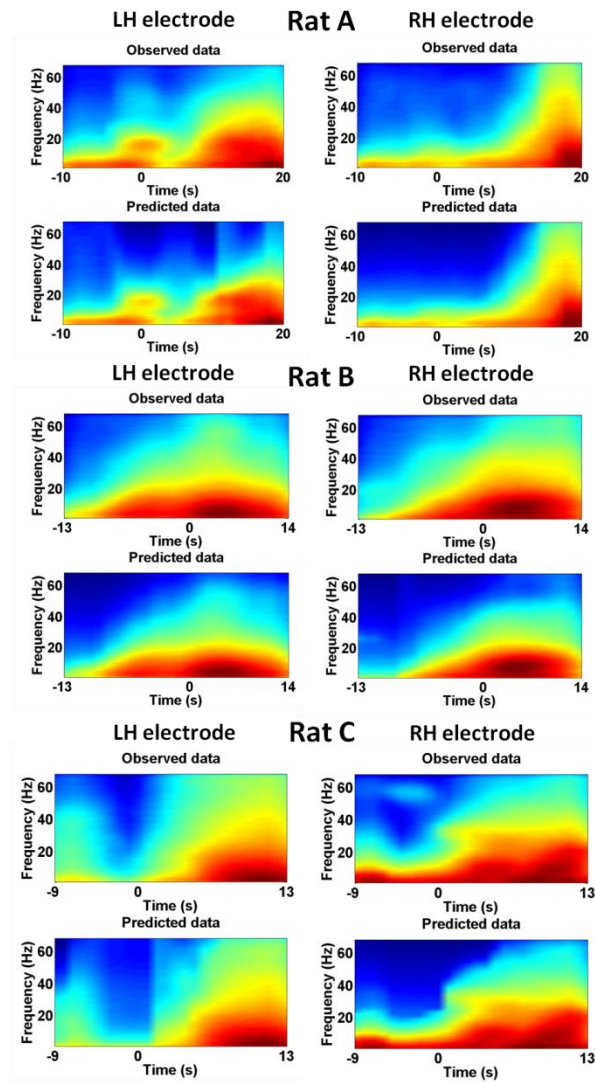 LH electrode Rat A RH electrode
Observed data Observed data
Frequency (Hz) 60 40 20 Frequency (Hz) 60 40 20
-10 0 20 -10 0 20
Time (s) Time (s)
Predicted data Predicted data
Frequency (Hz) 60 40 20 Frequency (Hz) 60 40 20
-10 0 20 -10 0 20
Time (s) Time (s)
LH electrode Rat B RH electrode
Observed data Observed data
Frequency (Hz) 60 40 20 Frequency (Hz) 60 40 20
-13 0 14 -13 0 14
Time (s) Time (s)
Predicted data Predicted data
Frequency (Hz) 60 40 20 Frequency (Hz) 60 40 20
-13 0 14 -13 0 14
Time (s) Time (s)
LH electrode Rat C RH electrode
Observed data Observed data
Frequency (Hz) 60 40 20 Frequency (Hz) 60 40 20
-9 0 13 -9 0 13
Time (s) Time (s)
Predicted data Predicted data
Frequency (Hz) 60 40 20 Frequency (Hz) 60 40 20
-9 0 13 -9 0 13
Time (s) Time (s)